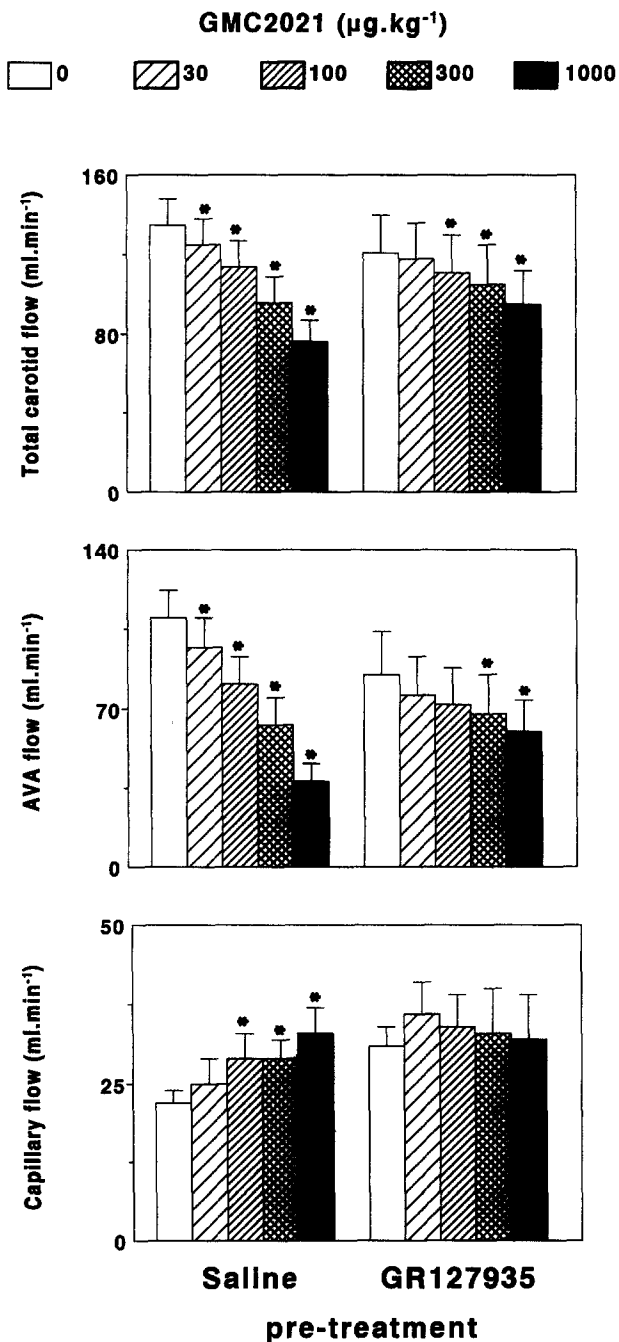 GMC2021 (µg.kg⁻¹)
0 30 100 300 1000
Total carotid flow (ml.min⁻¹)
160
80
0
* * * *
* * *
AVA flow (ml.min⁻¹)
140
70
0
* * * *
* *
Capillary flow (ml.min⁻¹)
50
25
0
* * *
Saline GR127935
pre-treatment